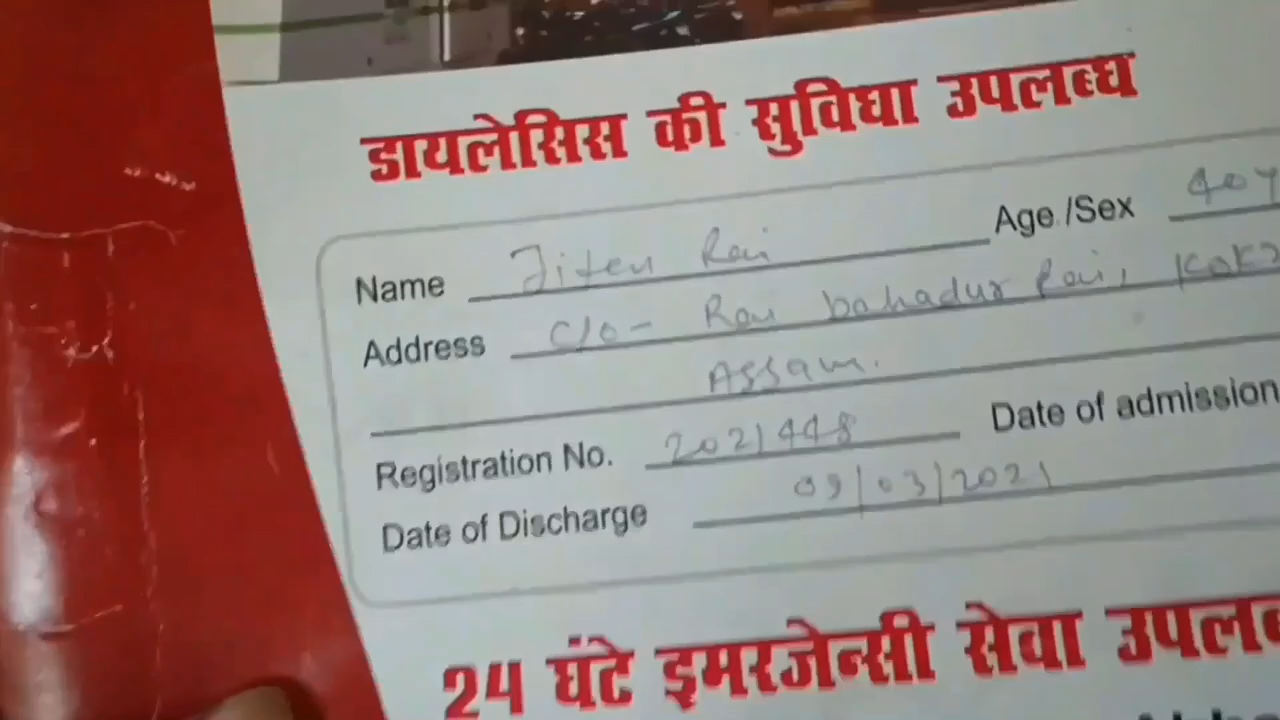 डायलेसिस की सुविधा उपलब्ध
Name Jiten Rai Age /Sex 40Y
Address C/o- Rai bahadur Rai,
Assam.
Registration No. 2021448 Date of admission
Date of Discharge 09/03/2021
24 घंटे इमरजेन्सी सेवा